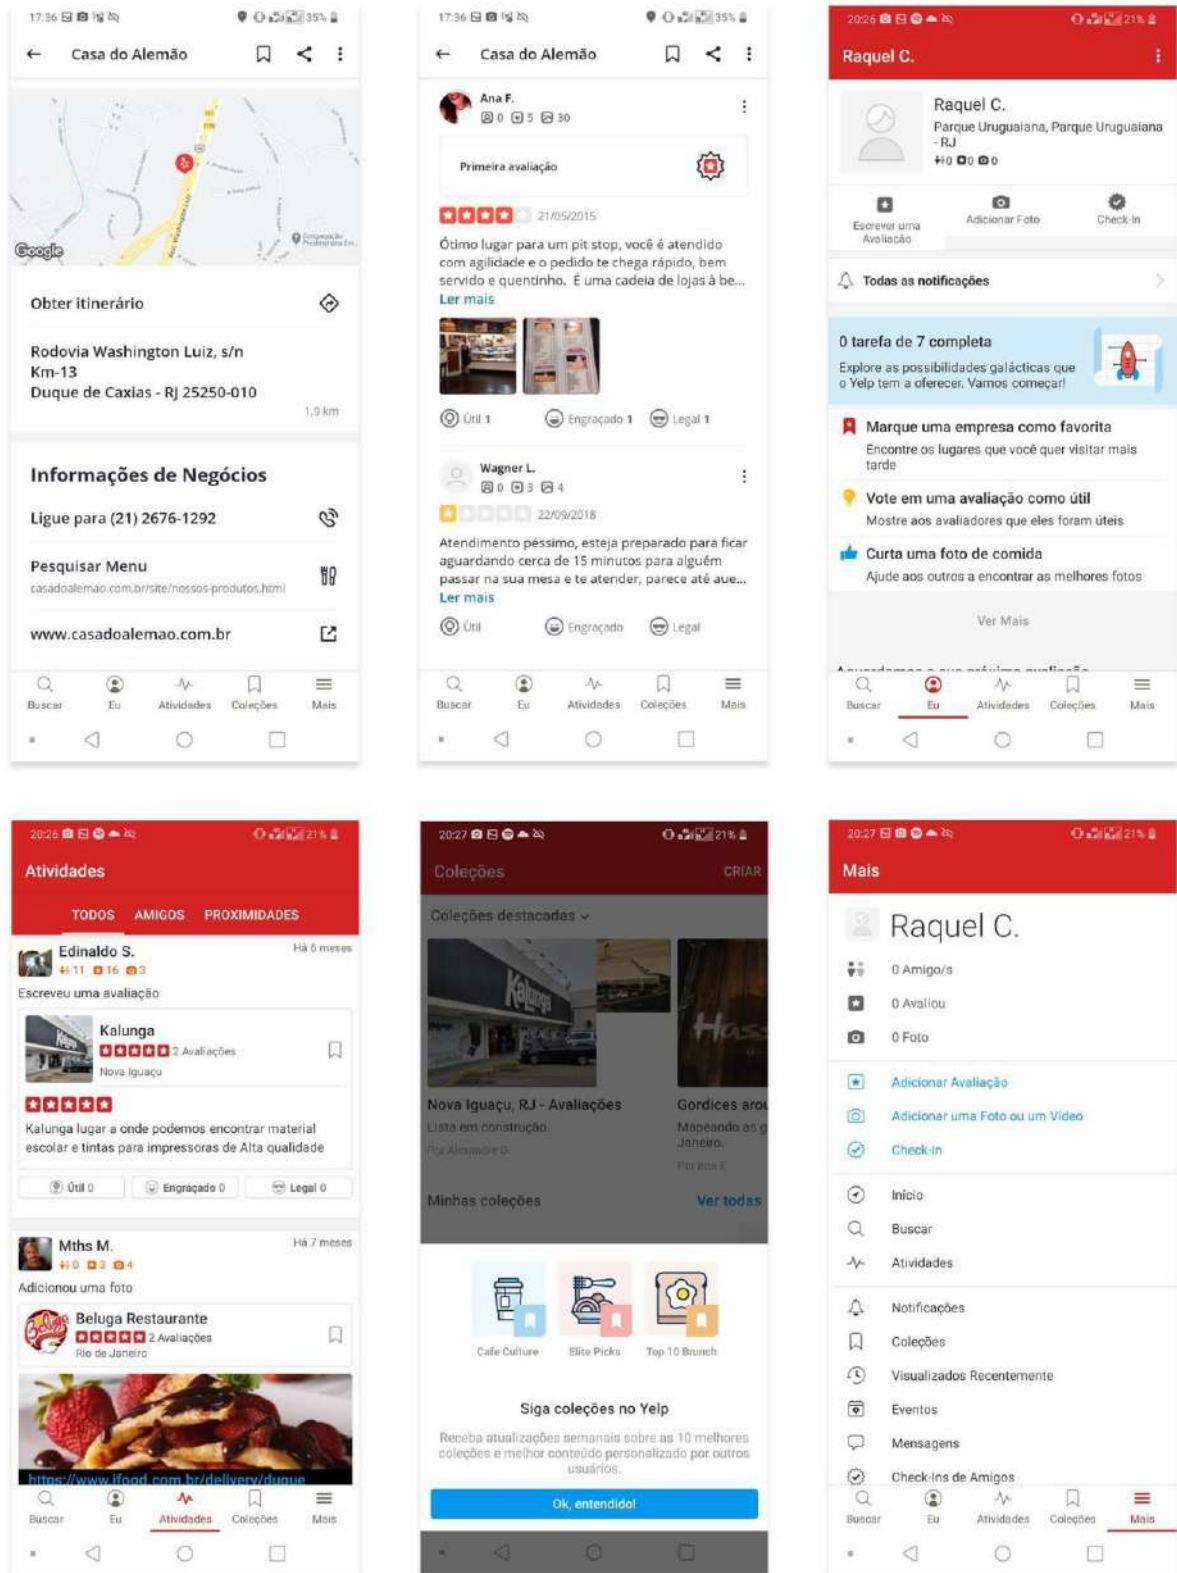 17:36
35%
Casa do Alemão
Google
Obter itinerário
Rodovia Washington Luiz, s/n
Km-13
Duque de Caxias - RJ 25250-010
1,9 km
Informações de Negócios
Ligue para (21) 2676-1292
Pesquisar Menu
casadoalemao.com.br/site/nossos-produtos.html
www.casadoalemao.com.br
Buscar Eu Atividades Coleções Mais
17:36
35%
Casa do Alemão
Ana F.
0 5 30
Primeira avaliação
21/05/2015
Ótimo lugar para um pit stop, você é atendido
com agilidade e o pedido te chega rápido, bem
servido e quentinho. É uma cadeia de lojas à be...
Ler mais
Útil 1 Engraçado 1 Legal 1
Wagner L.
0 3 4
22/09/2018
Atendimento péssimo, esteja preparado para ficar
aguardando cerca de 15 minutos para alguém
passar na sua mesa e te atender, parece até que...
Ler mais
Útil Engraçado Legal
Buscar Eu Atividades Coleções Mais
20:26
21%
Raquel C.
Raquel C.
Parque Uruguaiana, Parque Uruguaiana
- RJ
0 0 0
Escrever uma
Avaliação
Adicionar Foto
Check-In
Todas as notificações
0 tarefa de 7 completa
Explore as possibilidades galácticas que
o Yelp tem a oferecer. Vamos começar!
Marque uma empresa como favorita
Encontre os lugares que você quer visitar mais
tarde
Vote em uma avaliação como útil
Mostre aos avaliadores que eles foram úteis
Curta uma foto de comida
Ajude aos outros a encontrar as melhores fotos
Ver Mais
Buscar Eu Atividades Coleções Mais
20:26
21%
Atividades
TODOS AMIGOS PROXIMIDADES
Edinaldo S.
Há 6 meses
11 16 3
Escreveu uma avaliação
Kalunga
2 Avaliações
Nova Iguaçu
Kalunga lugar a onde podemos encontrar material
escolar e tintas para impressoras de Alta qualidade
Útil 0 Engraçado 0 Legal 0
Mths M.
Há 7 meses
0 3 4
Adicionou uma foto
Beluga Restaurante
2 Avaliações
Rio de Janeiro
https://www.ifood.com.br/delivery/duque
Buscar Eu Atividades Coleções Mais
20:27
21%
Coleções
CRIAR
Coleções destacadas
Kalunga
Hass
Nova Iguaçu, RJ - Avaliações
Lista em construção.
Por Alexandre O.
Gordices arou
Mapeando as g
Janeiro.
Minhas coleções
Ver todas
Cafe Culture Elite Picks Top 10 Brunch
Siga coleções no Yelp
Receba atualizações semanais sobre as 10 melhores
coleções e melhor conteúdo personalizado por outros
usuários.
Ok, entendido!
20:27
21%
Mais
Raquel C.
0 Amigo/s
0 Avaliou
0 Foto
Adicionar Avaliação
Adicionar uma Foto ou um Vídeo
Check-In
Início
Buscar
Atividades
Notificações
Coleções
Visualizados Recentemente
Eventos
Mensagens
Check-Ins de Amigos
Buscar Eu Atividades Coleções Mais